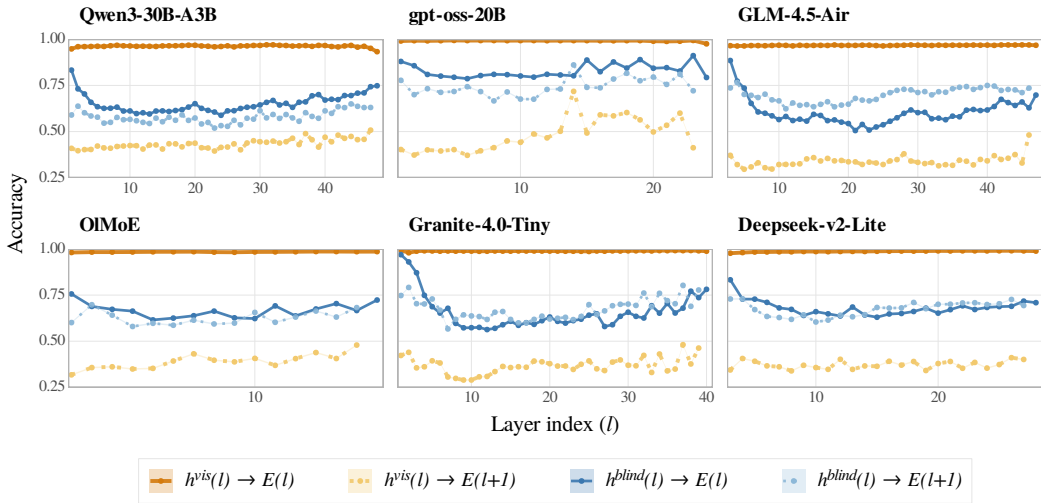 Qwen3-30B-A3B gpt-oss-20B GLM-4.5-Air
1.00
0.75
0.50
0.25
10 20 30 40 10 20 10 20 30 40
Accuracy
OlMoE Granite-4.0-Tiny Deepseek-v2-Lite
1.00
0.75
0.50
0.25
10 10 20 30 40 10 20
Layer index (l)
h^vis(l) → E(l) h^vis(l) → E(l+1) h^blind(l) → E(l) h^blind(l) → E(l+1)